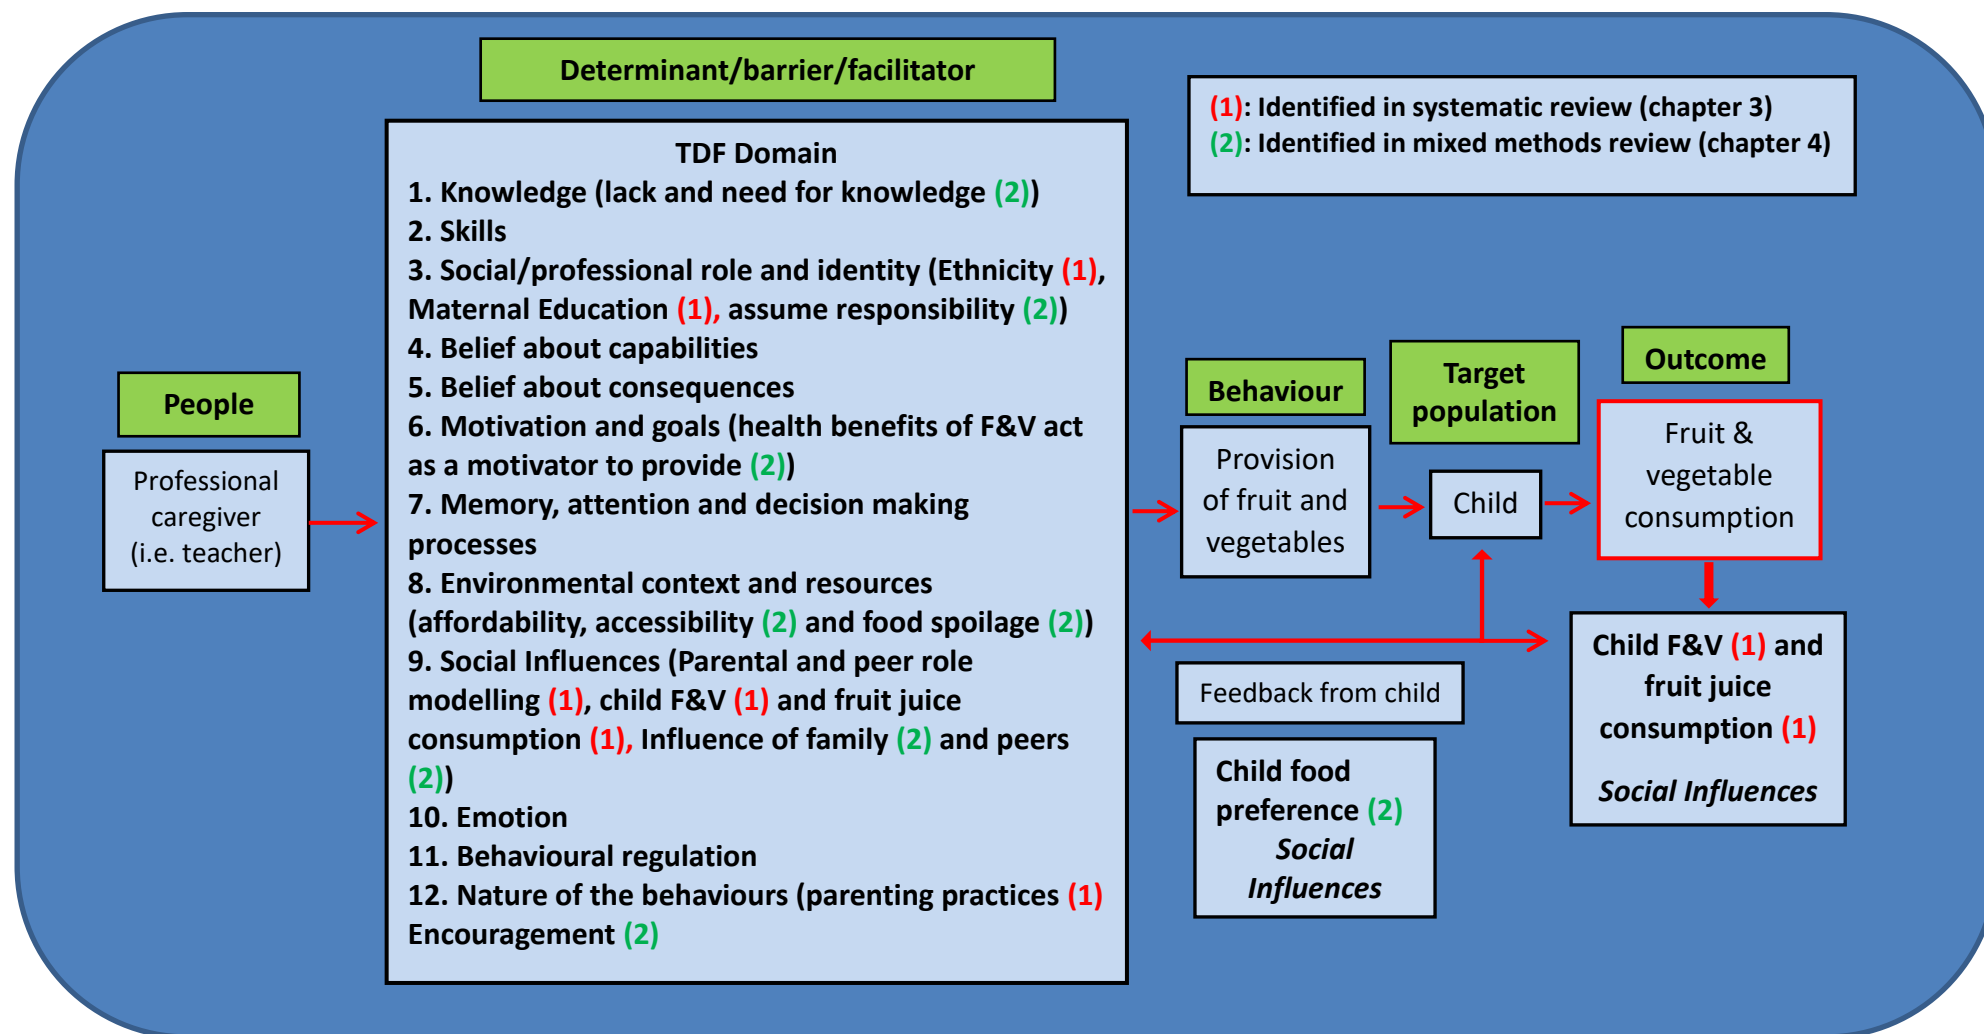 Determinant/barrier/facilitator
(1): Identified in systematic review (chapter 3)
(2): Identified in mixed methods review (chapter 4)
TDF Domain
1. Knowledge (lack and need for knowledge (2))
2. Skills
3. Social/professional role and identity (Ethnicity (1),
Maternal Education (1), assume responsibility (2))
4. Belief about capabilities
5. Belief about consequences
6. Motivation and goals (health benefits of F&V act
as a motivator to provide (2))
7. Memory, attention and decision making
processes
8. Environmental context and resources
(affordability, accessibility (2) and food spoilage (2))
9. Social Influences (Parental and peer role
modelling (1), child F&V (1) and fruit juice
consumption (1), Influence of family (2) and peers
(2))
10. Emotion
11. Behavioural regulation
12. Nature of the behaviours (parenting practices (1)
Encouragement (2)
People
Professional
caregiver
(i.e. teacher)
Behaviour
Provision
of fruit and
vegetables
Target
population
Child
Outcome
Fruit &
vegetable
consumption
Feedback from child
Child food
preference (2)
Social
Influences
Child F&V (1) and
fruit juice
consumption (1)
Social Influences